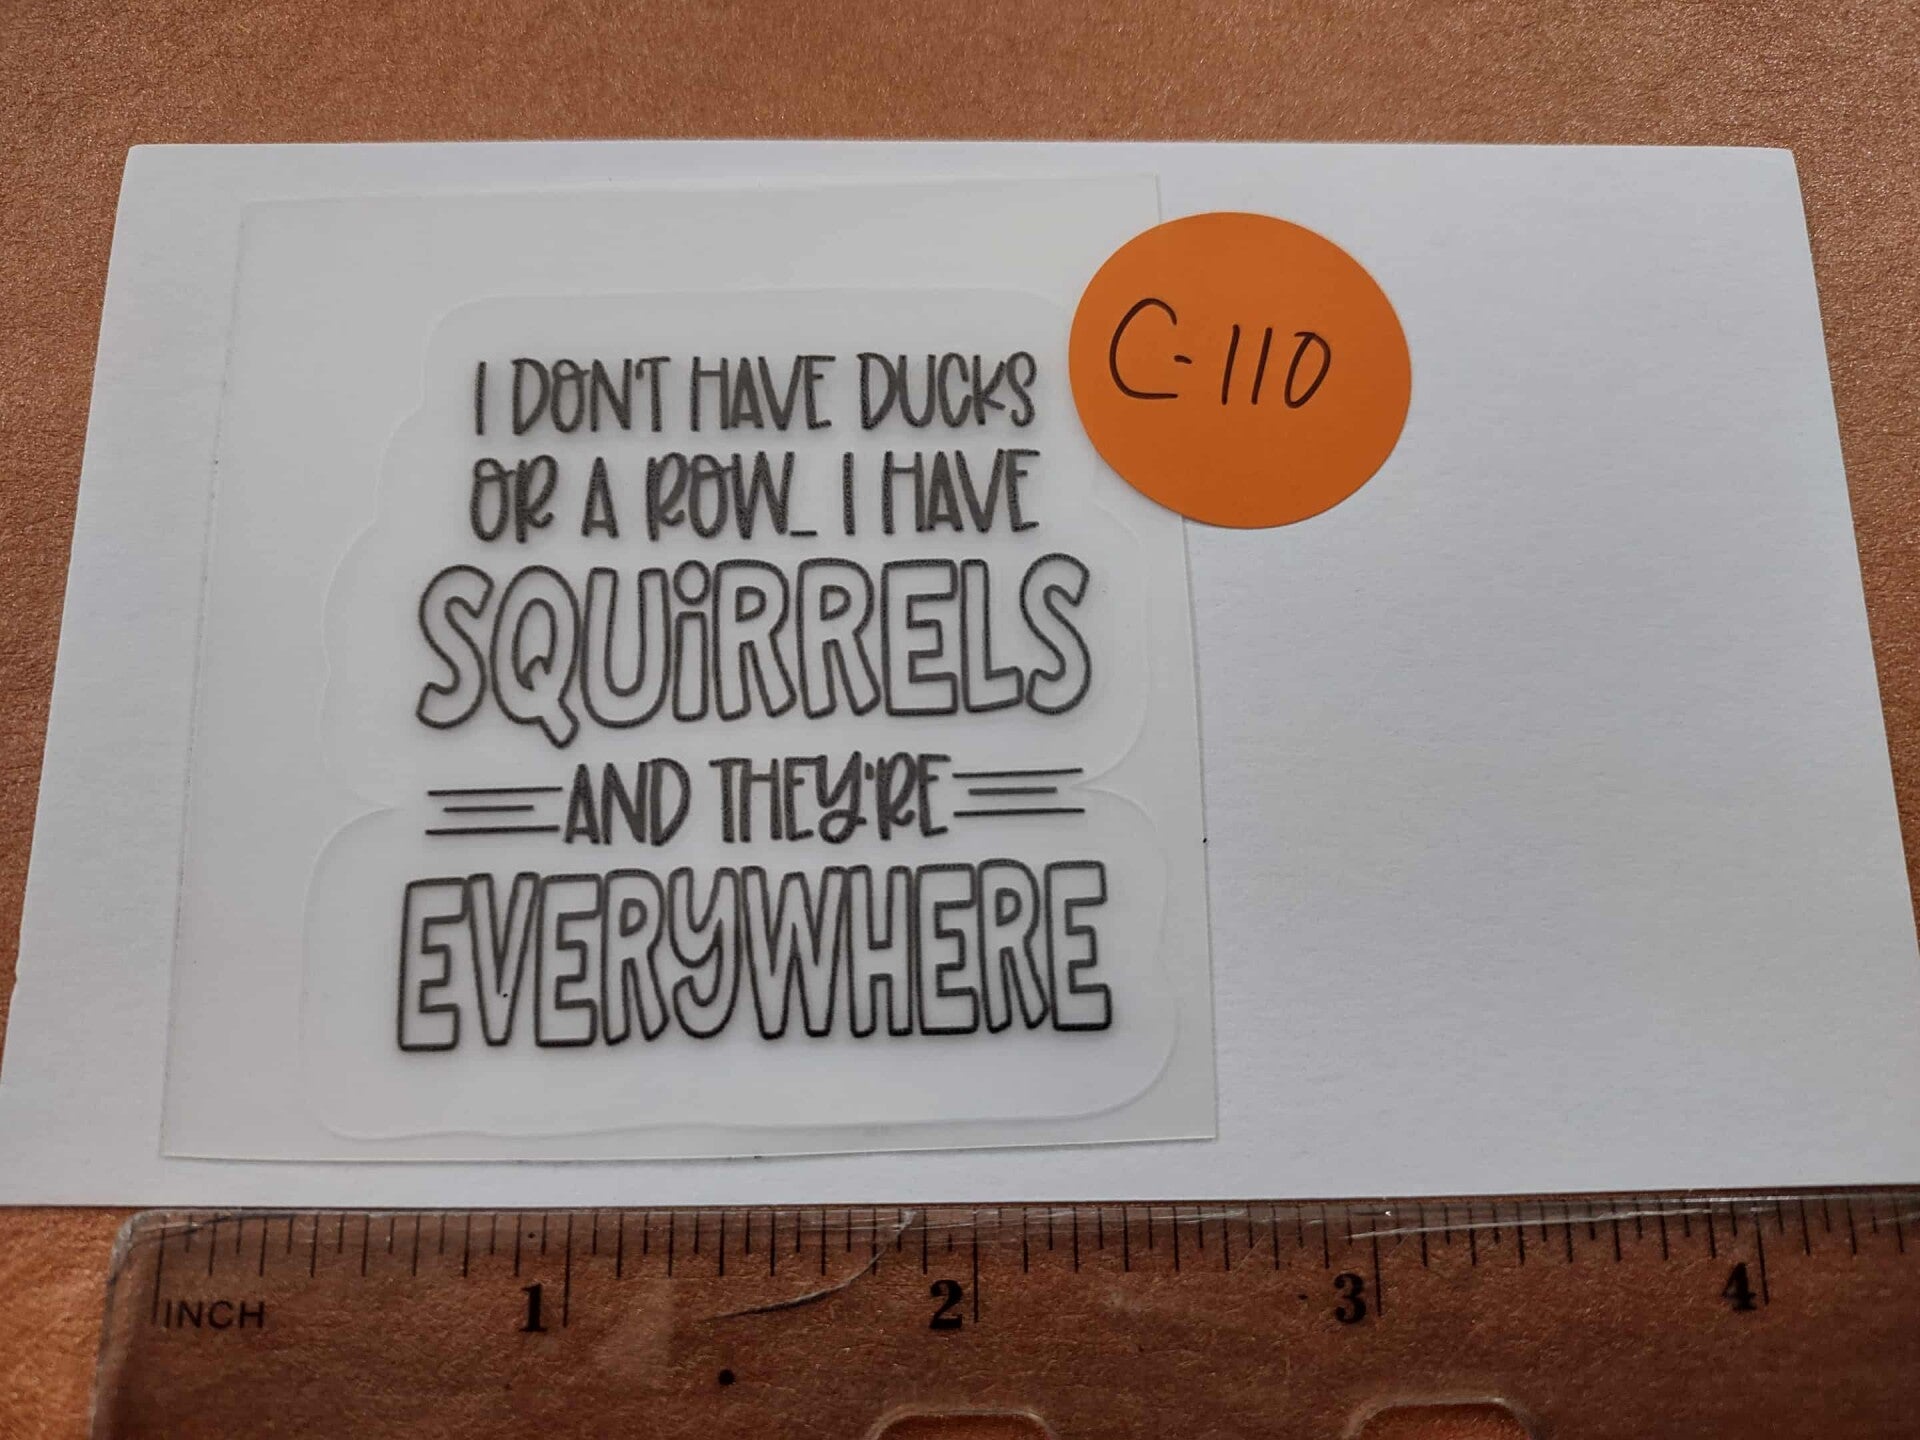 I DON'T HAVE DUCKS
OR A ROW_ I HAVE
SQUiRRELS
AND THEY'RE
EVERYWHERE
C-110
INCH 1 2 3 4